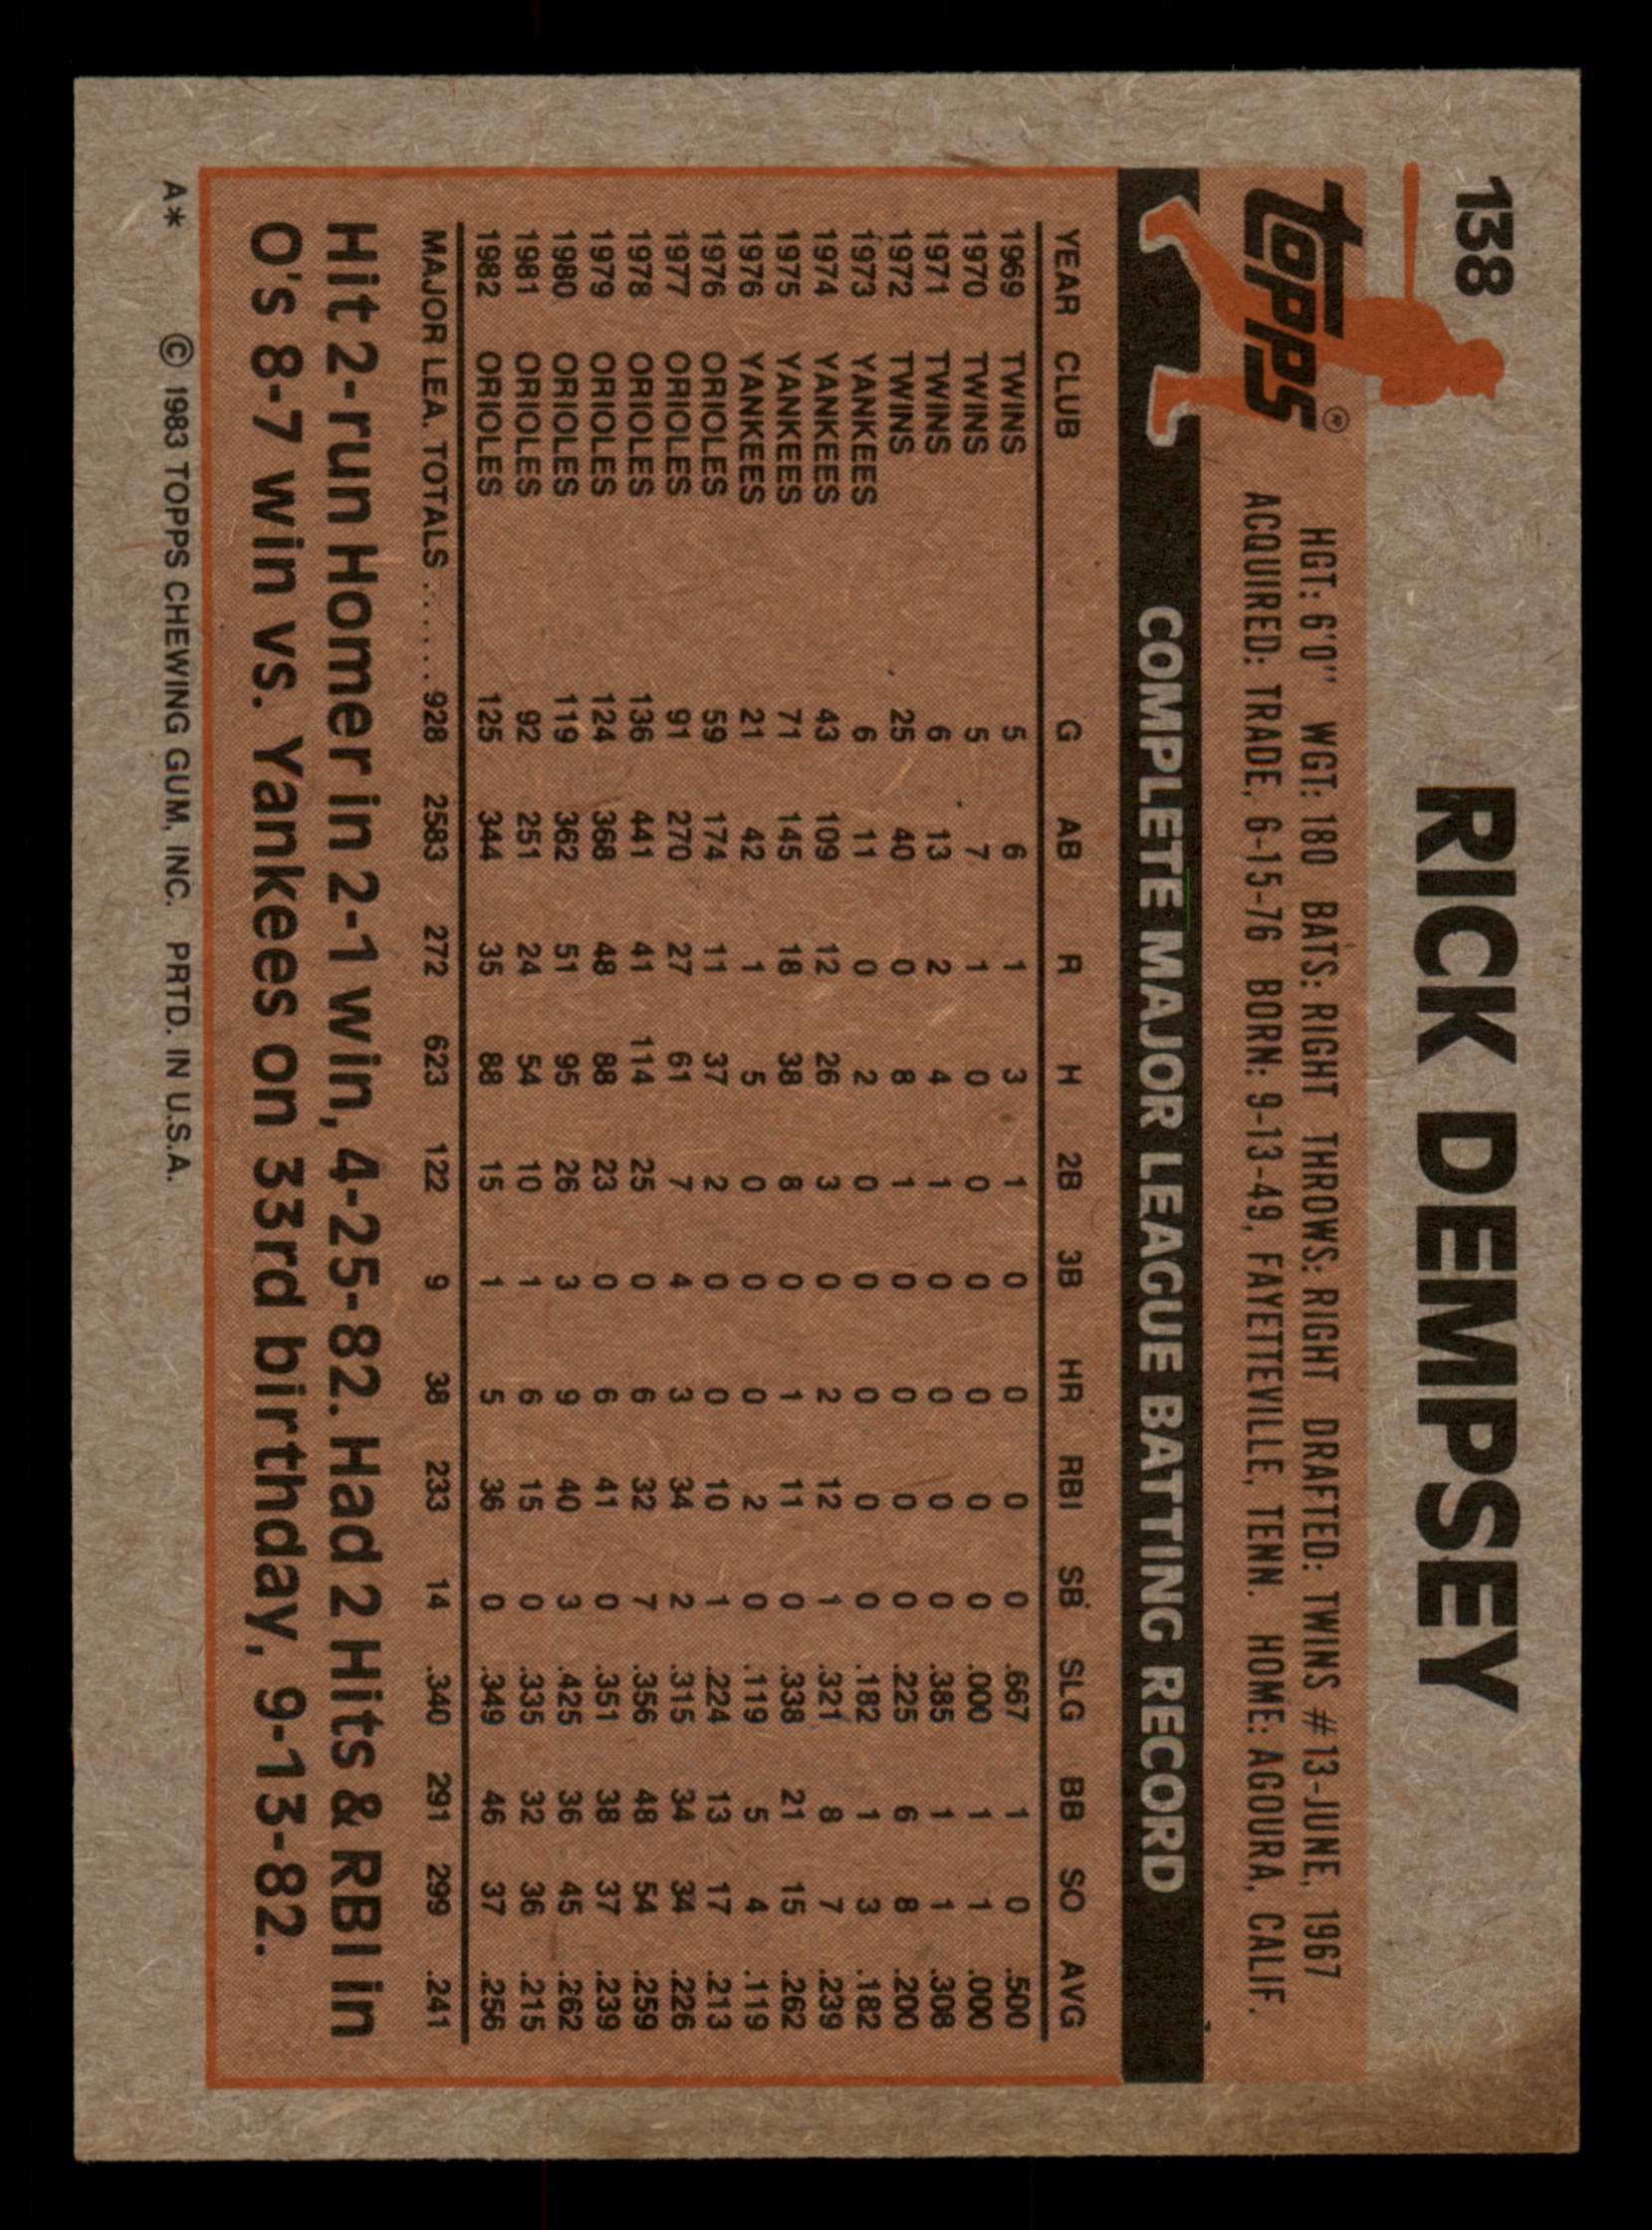 138
RICK DEMPSEY
Topps®
HGT: 6'0" WGT: 180 BATS: RIGHT THROWS: RIGHT DRAFTED: TWINS #13-JUNE, 1967
ACQUIRED: TRADE, 6-15-76 BORN: 9-13-49, FAYETTEVILLE, TENN. HOME: AGOURA, CALIF.
COMPLETE MAJOR LEAGUE BATTING RECORD
YEAR CLUB G AB R H 2B 3B HR RBI SB SLG BB SO AVG
1969 TWINS 5 6 1 3 1 0 0 0 0 .667 1 0 .500
1970 TWINS 5 7 1 0 0 0 0 0 0 .000 1 1 .000
1971 TWINS 6 13 2 4 1 0 0 0 0 .385 1 1 .308
1972 TWINS 25 40 0 8 1 0 0 0 0 .225 6 8 .200
1973 YANKEES 6 11 0 2 0 0 0 0 0 .182 1 3 .182
1974 YANKEES 43 109 12 26 3 0 2 12 1 .321 8 7 .239
1975 YANKEES 71 145 18 38 8 0 1 11 0 .338 21 15 .262
1976 YANKEES 21 42 1 5 0 0 0 2 0 .119 5 4 .119
1976 ORIOLES 59 174 11 37 2 0 0 10 1 .224 13 17 .213
1977 ORIOLES 91 270 27 61 7 4 3 34 2 .315 34 34 .226
1978 ORIOLES 136 441 41 114 25 0 6 32 7 .356 48 54 .259
1979 ORIOLES 124 368 48 88 23 0 6 41 0 .351 38 37 .239
1980 ORIOLES 119 362 51 95 26 3 9 40 3 .425 36 45 .262
1981 ORIOLES 92 251 24 54 10 1 6 15 0 .335 32 36 .215
1982 ORIOLES 125 344 35 88 15 1 5 36 0 .349 46 37 .256
MAJOR LEA. TOTALS ...... 928 2583 272 623 122 9 38 233 14 .340 291 299 .241
Hit 2-run Homer in 2-1 win, 4-25-82. Had 2 Hits & RBI in
O's 8-7 win vs. Yankees on 33rd birthday, 9-13-82.
A* © 1983 TOPPS CHEWING GUM, INC. PRTD. IN U.S.A.